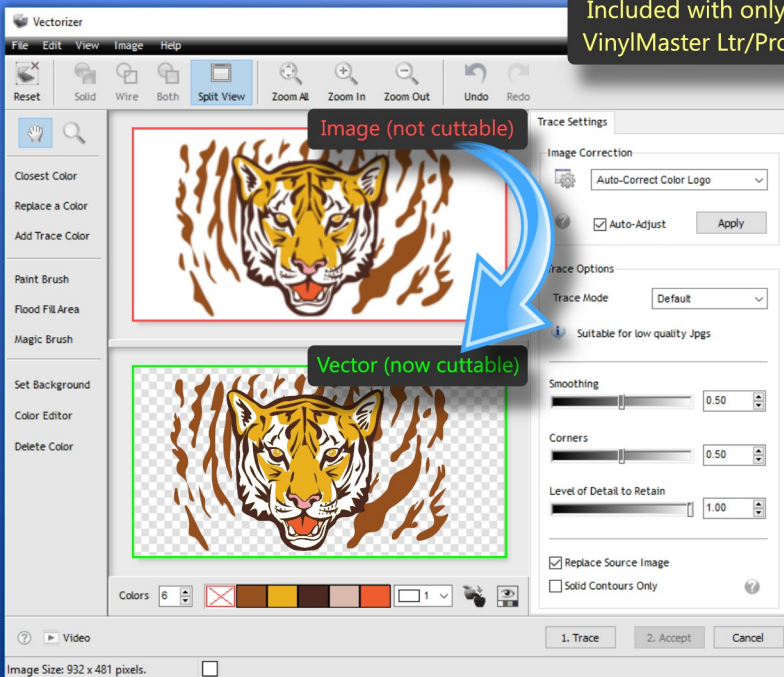 Included with only
VinylMaster Ltr/Pro
Vectorizer
File Edit View Image Help
Reset Solid Wire Both Split View Zoom All Zoom In Zoom Out Undo Redo
Image (not cuttable)
Trace Settings
Image Correction
Auto-Correct Color Logo
Auto-Adjust Apply
Closest Color
Replace a Color
Add Trace Color
Paint Brush
Flood Fill Area
Magic Brush
Set Background
Color Editor
Delete Color
Trace Options
Trace Mode Default
Suitable for low quality Jpgs
Vector (now cuttable)
Smoothing
0.50
Corners
0.50
Level of Detail to Retain
1.00
Replace Source Image
Solid Contours Only
Colors 6 1
Video
1. Trace 2. Accept Cancel
Image Size: 932 x 481 pixels.